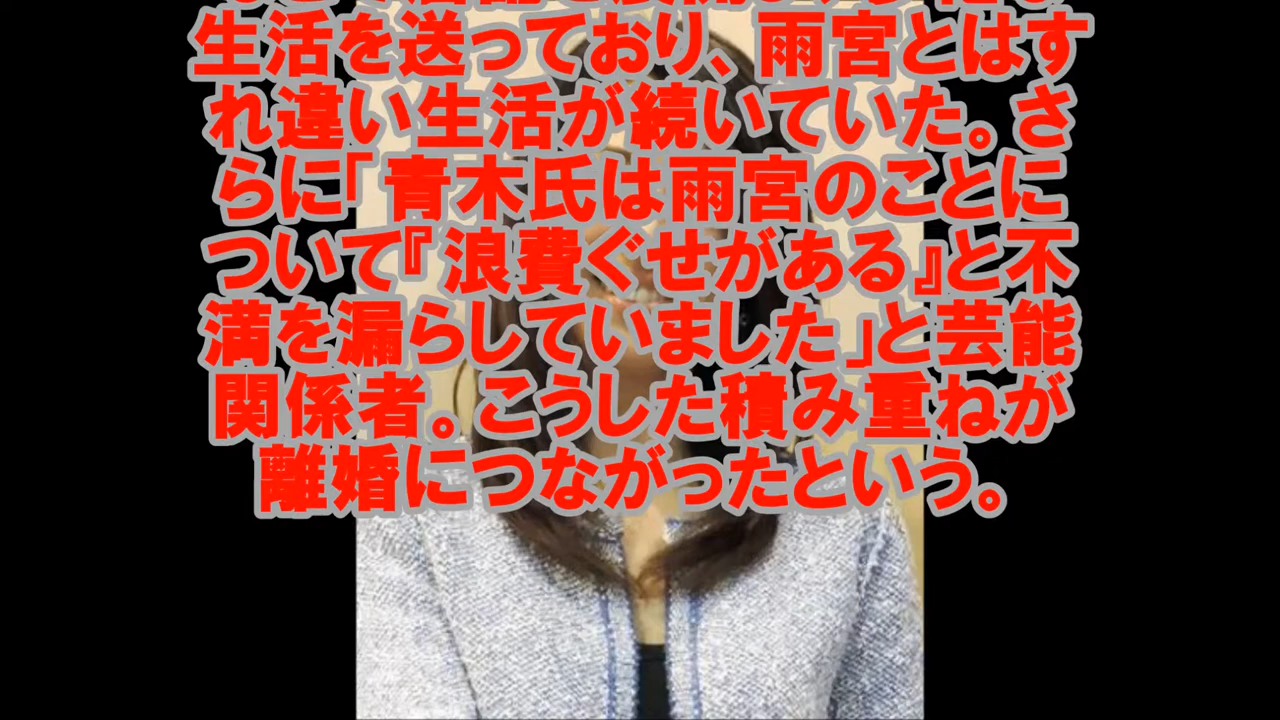 生活を送っており、雨宮とはす
れ違い生活が続いていた。さ
らに「青木氏は雨宮のことに
ついて『浪費ぐせがある』と不
満を漏らしていました」と芸能
関係者。こうした積み重ねが
離婚につながったという。